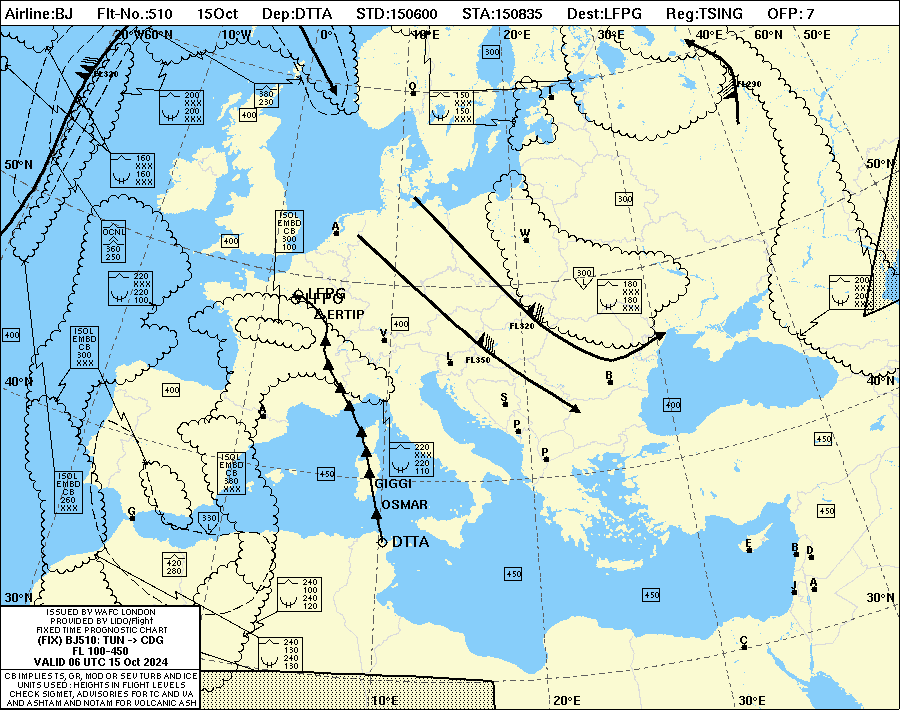 Airline:BJ Flt-No.:510 15Oct Dep:DTTA STD:150600 STA:150835 Dest:LFPG Reg:TSING OFP: 7
20°W60°N 10°W 0° 10°E 20°E 30°E 40°E 60°N 50°E
FL320
300
FL290
200
XXX
200
XXX
380
230
400
O
150
XXX
150
XXX
T
50°N
160
XXX
160
XXX
50°N
300
OCNL
360
250
400
ISOL
EMBD
CB
300
100
A
W
220
XXX
220
100
300
180
XXX
180
XXX
200
XXX
200
XXX
LFPG
LFPO
ERTIP
400
ISOL
EMBD
CB
300
XXX
V
400
FL320
FL350
L
40°N
400
B
40°N
A
S
400
P
450
ISOL
EMBD
CB
380
XXX
450
220
XXX
220
110
P
ISOL
EMBD
CB
260
XXX
GIGGI
OSMAR
G
330
450
DTTA
E
B
D
420
280
450
240
100
240
120
450
J
A
30°N
30°N
ISSUED BY WAFC LONDON
PROVIDED BY LIDO/Flight
FIXED TIME PROGNOSTIC CHART
(FIX) BJ510: TUN -> CDG
FL 100-450
VALID 06 UTC 15 Oct 2024
240
130
240
130
C
CB IMPLIES TS, GR, MOD OR SEV TURB AND ICE
UNITS USED : HEIGHTS IN FLIGHT LEVELS
CHECK SIGMET, ADVISORIES FOR TC AND VA
AND ASHTAM AND NOTAM FOR VOLCANIC ASH
10°E 20°E 30°E